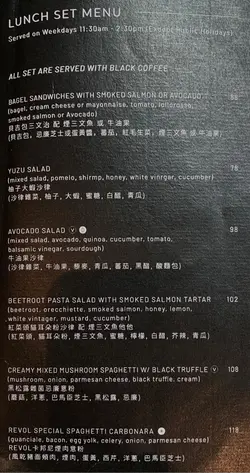 LUNCH SET MENU
Served on Weekdays 11:30am - 2:30pm (Except Public Holidays)
ALL SET ARE SERVED WITH BLACK COFFEE
BAGEL SANDWICHES WITH SMOKED SALMON OR AVOCADO
(bagel, cream cheese or mayonnaise, tomato, lollorosso,
smoked salmon or Avocado)
貝吉包三文治 配 煙三文魚 或 牛油果
(貝吉包, 忌廉芝士或蛋黃醬, 蕃茄, 紅毛生菜, 煙三文魚 或 牛油果)
YUZU SALAD 78
(mixed salad, pomelo, shrimp, honey, white vinrgar, cucumber)
柚子大蝦沙律
(沙律雜菜, 柚子, 大蝦, 蜜糖, 白醋, 青瓜)
AVOCADO SALAD V 98
(mixed salad, avocado, quinoa, cucumber, tomato,
balsamic vinegar, sourdough)
牛油果沙律
(沙律雜菜, 牛油果, 藜麥, 青瓜, 蕃茄, 黑醋, 酸麵包)
BEETROOT PASTA SALAD WITH SMOKED SALMON TARTAR 102
(beetroot, orecchiette, smoked salmon, honey, lemon,
white vintager, mustard, cucumber)
紅菜頭貓耳朵粉沙律 配 煙三文魚他他
(紅菜頭, 貓耳朵粉, 煙三文魚, 蜜糖, 檸檬, 白醋, 芥辣, 青瓜)
CREAMY MIXED MUSHROOM SPAGHETTI W/ BLACK TRUFFLE V 108
(mushroom, onion, parmesan cheese, black truffle, cream)
黑松露雜菌忌廉意粉
(蘑菇, 洋蔥, 巴馬臣芝士, 黑松露, 忌廉)
REVOL SPECIAL SPAGHETTI CARBONARA 118
(guanciale, bacon, egg yolk, celery, onion, parmesan cheese)
REVOL卡邦尼煙肉意粉
(風乾豬面頰肉, 煙肉, 蛋黃, 西芹, 洋蔥, 巴馬臣芝士)